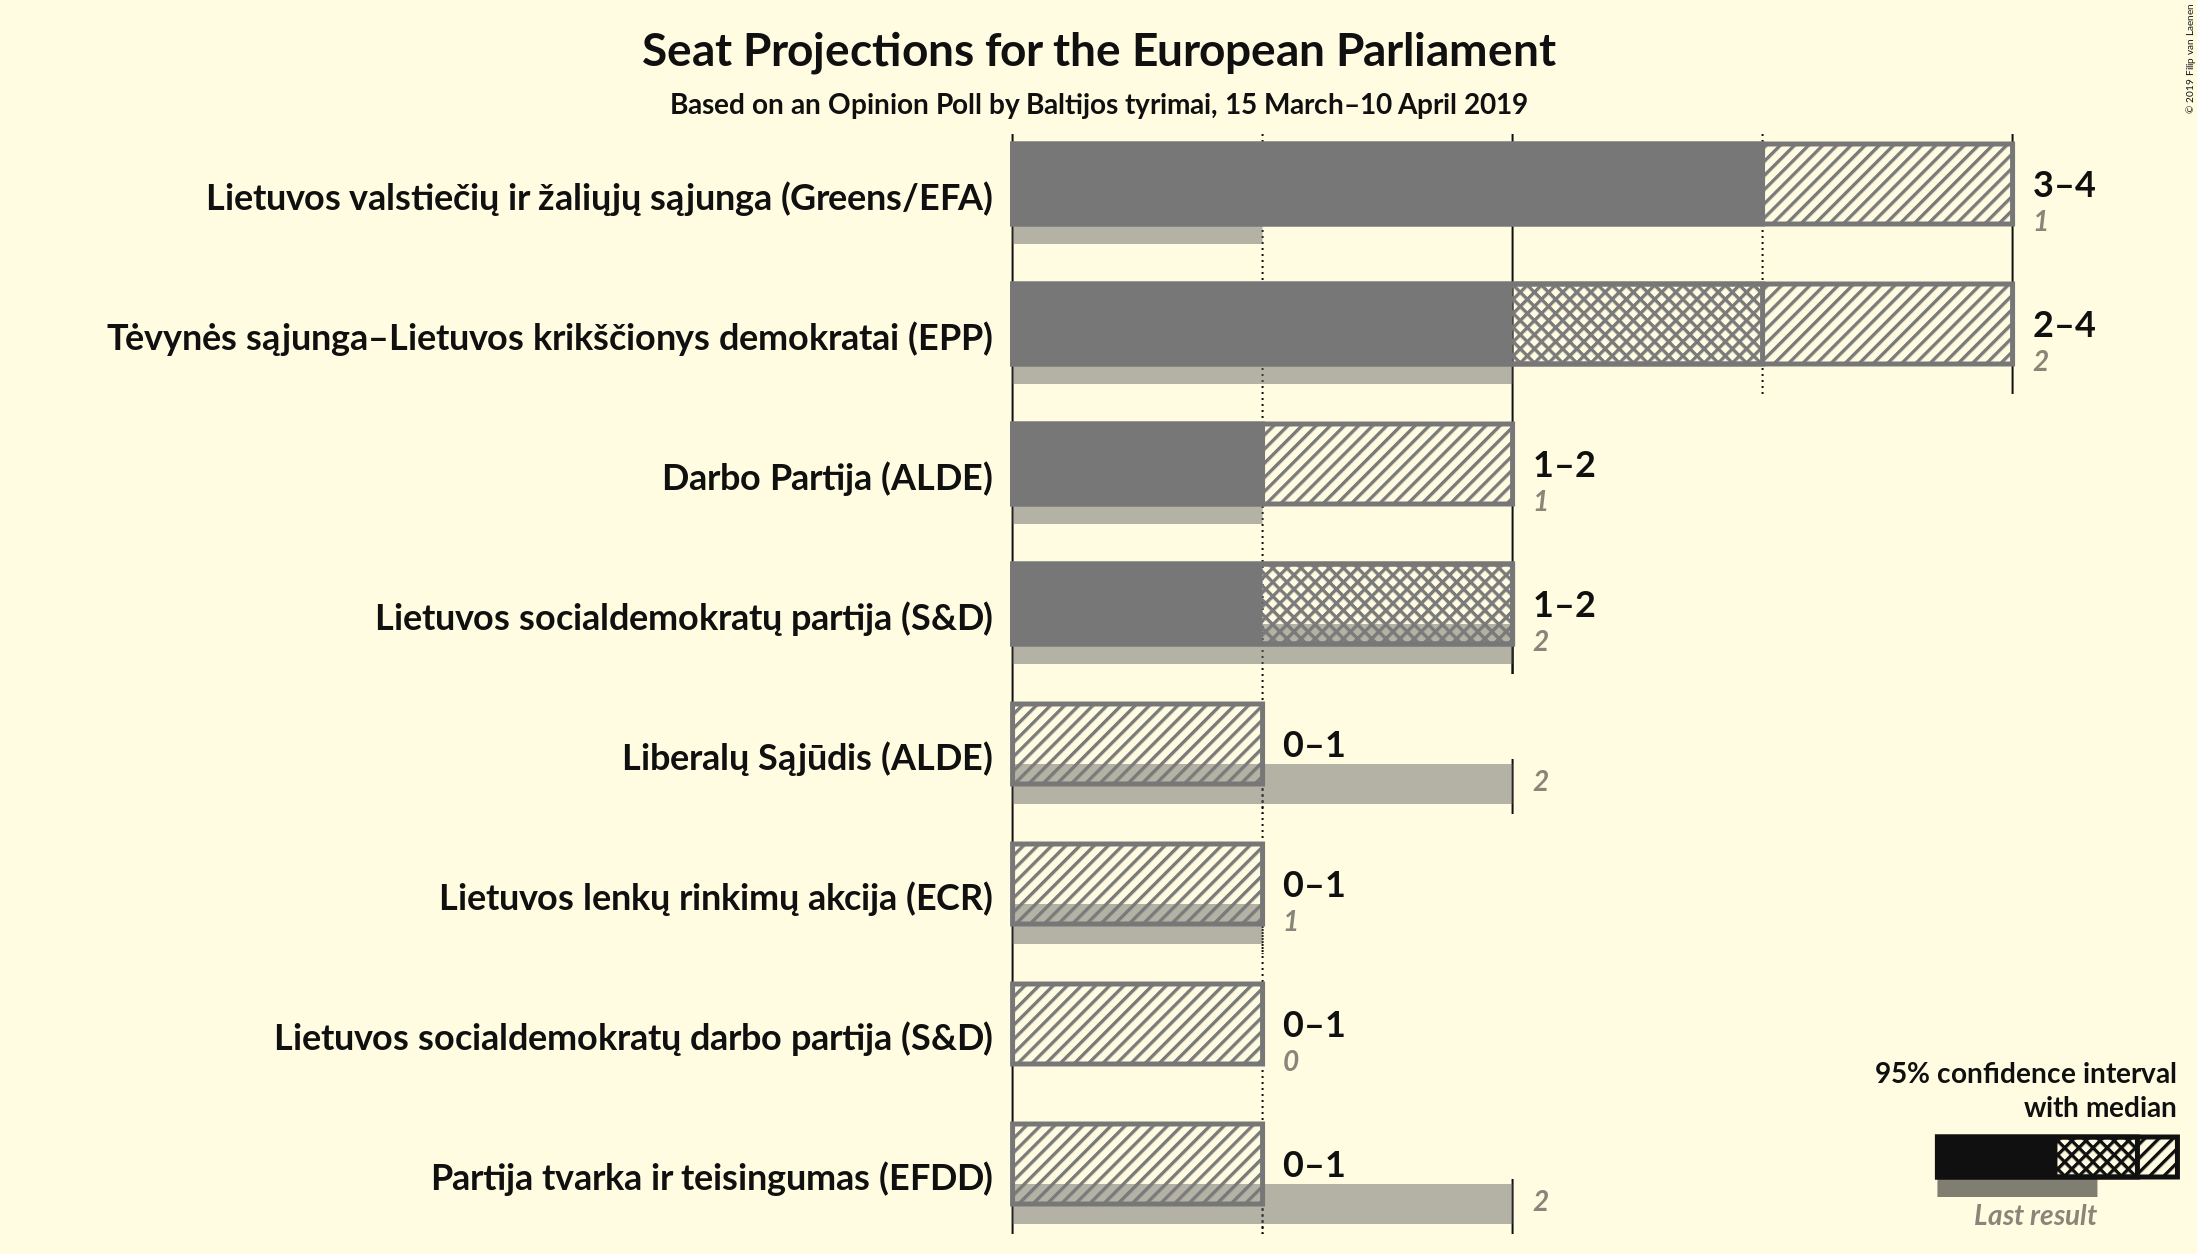 Seat Projections for the European Parliament
Based on an Opinion Poll by Baltijos tyrimai, 15 March–10 April 2019
© 2019 Filip van Laenen
Lietuvos valstiečių ir žaliųjų sąjunga (Greens/EFA)
3–4
1
Tėvynės sąjunga–Lietuvos krikščionys demokratai (EPP)
2–4
2
Darbo Partija (ALDE)
1–2
1
Lietuvos socialdemokratų partija (S&D)
1–2
2
Liberalų Sąjūdis (ALDE)
0–1
2
Lietuvos lenkų rinkimų akcija (ECR)
0–1
1
Lietuvos socialdemokratų darbo partija (S&D)
0–1
0
Partija tvarka ir teisingumas (EFDD)
0–1
2
95% confidence interval
with median
Last result